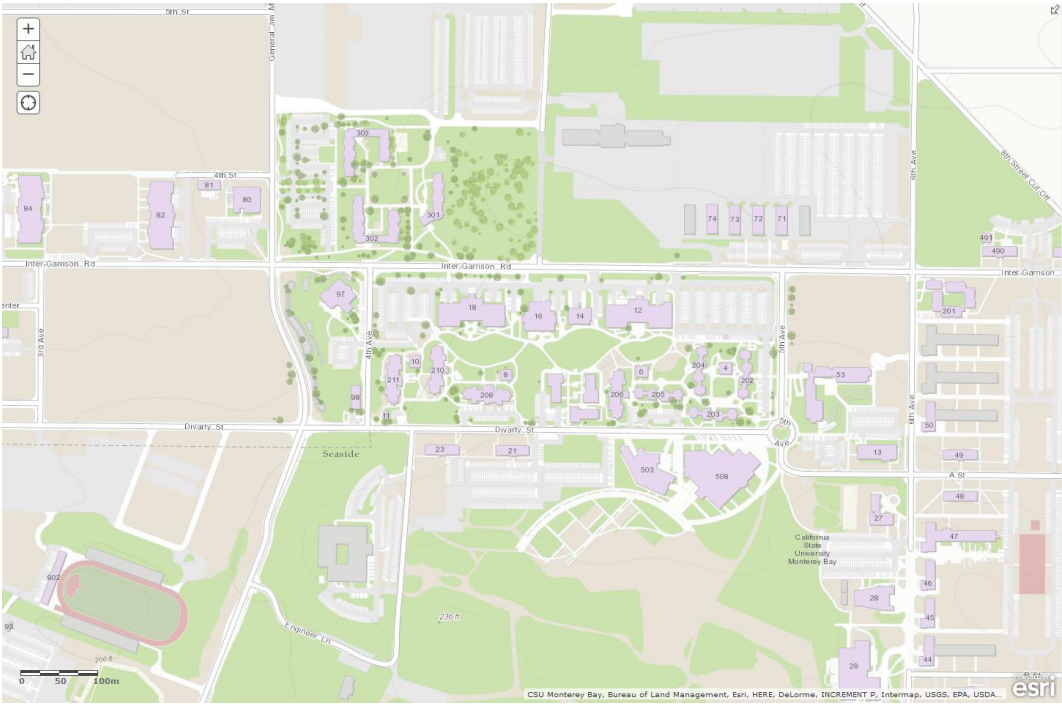 5th St
General Jim M
+
−
303
4th St
81
80
84
82
301
302
74
73
72
71
6th Ave
8th Street Cut Off
491
490
Inter-Garrison Rd
Inter-Garrison Rd
Inter-Garrison
enter
3rd Ave
97
4th Ave
18
16
14
12
201
5th Ave
10
210
211
8
208
6
204
4
202
206
205
203
53
98
11
6th Ave
50
Divarty St
Divarty St
5th
Ave
Seaside
23
21
503
508
13
49
A St
48
27
47
California
State
University
Monterey Bay
46
28
45
44
29
902
95
236 ft
Engineer Ln
200 ft
B St
0 50 100m
CSU Monterey Bay, Bureau of Land Management, Esri, HERE, DeLorme, INCREMENT P, Intermap, USGS, EPA, USDA...
esri